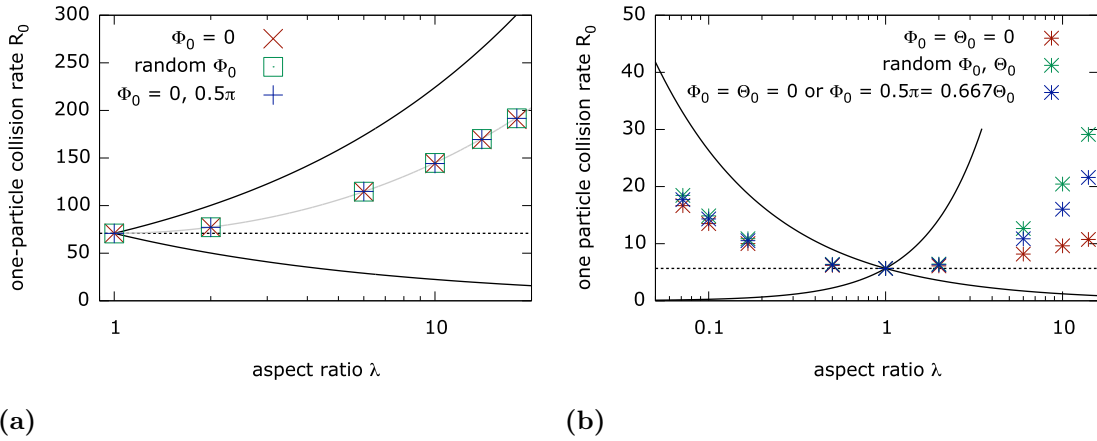 300
250
200
150
100
50
0
1
10
one-particle collision rate R0
aspect ratio λ
Φ0 = 0
random Φ0
Φ0 = 0, 0.5π
(a)
50
40
30
20
10
0
0.1
1
10
one particle collision rate R0
aspect ratio λ
Φ0 = Θ0 = 0
random Φ0, Θ0
Φ0 = Θ0 = 0 or Φ0 = 0.5π= 0.667Θ0
(b)